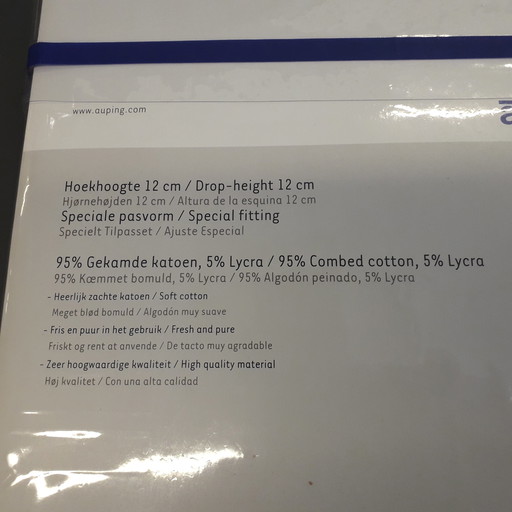 www.auping.com
Hoekhoogte 12 cm / Drop-height 12 cm
Hjørnehøjden 12 cm / Altura de la esquina 12 cm
Speciale pasvorm / Special fitting
Specielt Tilpasset / Ajuste Especial
95% Gekamde katoen, 5% Lycra / 95% Combed cotton, 5% Lycra
95% Kæmmet bomuld, 5% Lycra / 95% Algodón peinado, 5% Lycra
- Heerlijk zachte katoen / Soft cotton
Meget blød bomuld / Algodón muy suave
- Fris en puur in het gebruik / Fresh and pure
Friskt og rent at anvende / De tacto muy agradable
- Zeer hoogwaardige kwaliteit / High quality material
Høj kvalitet / Con una alta calidad